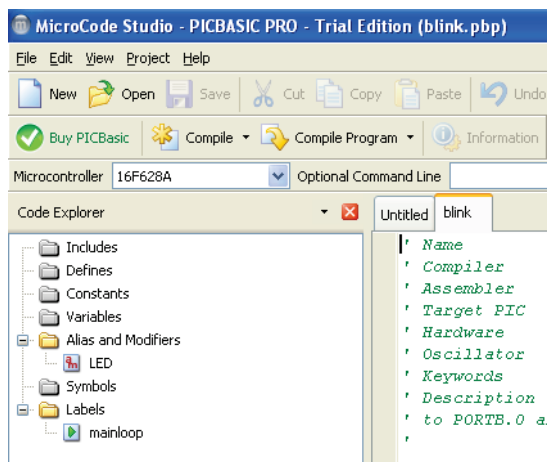 MicroCode Studio - PICBASIC PRO - Trial Edition (blink.pbp)
File Edit View Project Help
New Open Save Cut Copy Paste Undo
Buy PICBasic Compile Compile Program Information
Microcontroller 16F628A Optional Command Line
Code Explorer Untitled blink
Includes
Defines
Constants
Variables
Alias and Modifiers
LED
Symbols
Labels
mainloop
' Name
' Compiler
' Assembler
' Target PIC
' Hardware
' Oscillator
' Keywords
' Description
' to PORTB.0 a
'